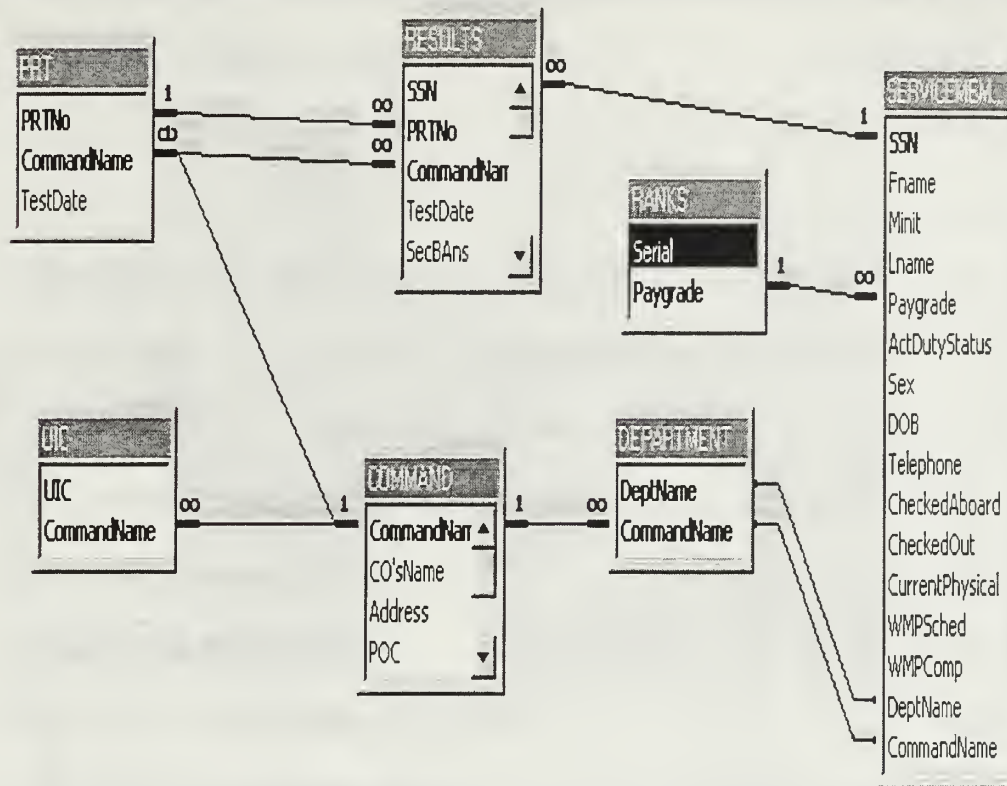 PRT
PRTNo
CommandName
TestDate
1
RESULTS
SSN
PRTNo
CommandNam
TestDate
SecBAns
∞
∞
∞
RANKS
Serial
Paygrade
1
∞
1
SERVICEMEM...
SSN
Fname
Minit
Lname
Paygrade
ActDutyStatus
Sex
DOB
Telephone
CheckedAboard
CheckedOut
CurrentPhysical
WMPSched
WMPComp
DeptName
CommandName
UIC
UIC
CommandName
∞
1
COMMAND
CommandNam
CO'sName
Address
POC
1
∞
DEPARTMENT
DeptName
CommandName